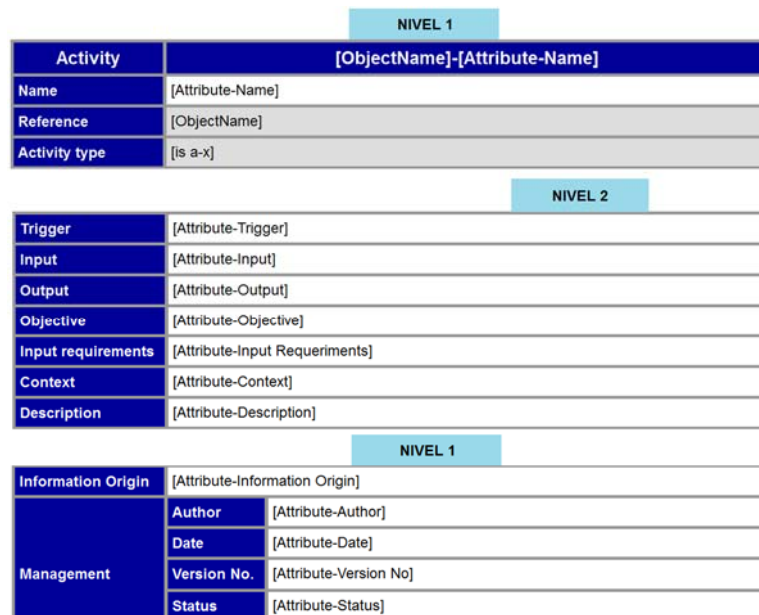 NIVEL 1
Activity [ObjectName]-[Attribute-Name]
Name [Attribute-Name]
Reference [ObjectName]
Activity type [is a-x]
NIVEL 2
Trigger [Attribute-Trigger]
Input [Attribute-Input]
Output [Attribute-Output]
Objective [Attribute-Objective]
Input requirements [Attribute-Input Requeriments]
Context [Attribute-Context]
Description [Attribute-Description]
NIVEL 1
Information Origin [Attribute-Information Origin]
Author [Attribute-Author]
Date [Attribute-Date]
Management Version No. [Attribute-Version No]
Status [Attribute-Status]